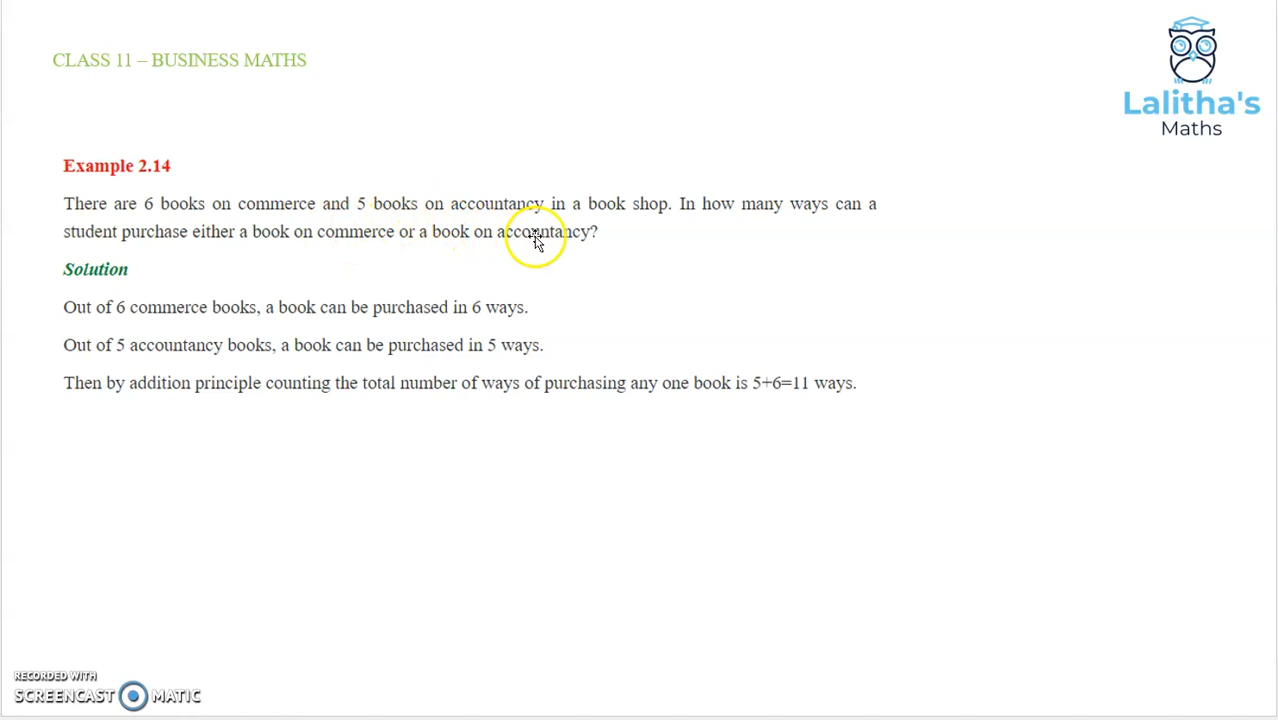 CLASS 11 – BUSINESS MATHS
Lalitha's
Maths
Example 2.14
There are 6 books on commerce and 5 books on accountancy in a book shop. In how many ways can a
student purchase either a book on commerce or a book on accountancy?
Solution
Out of 6 commerce books, a book can be purchased in 6 ways.
Out of 5 accountancy books, a book can be purchased in 5 ways.
Then by addition principle counting the total number of ways of purchasing any one book is 5+6=11 ways.
RECORDED WITH
SCREENCAST MATIC